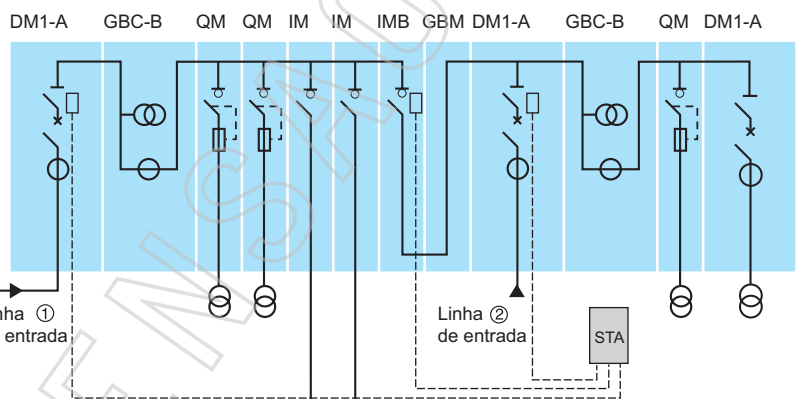 DM1-A GBC-B QM QM IM IM IMB GBM DM1-A GBC-B QM DM1-A
nha ①
entrada
Linha ②
de entrada
STA